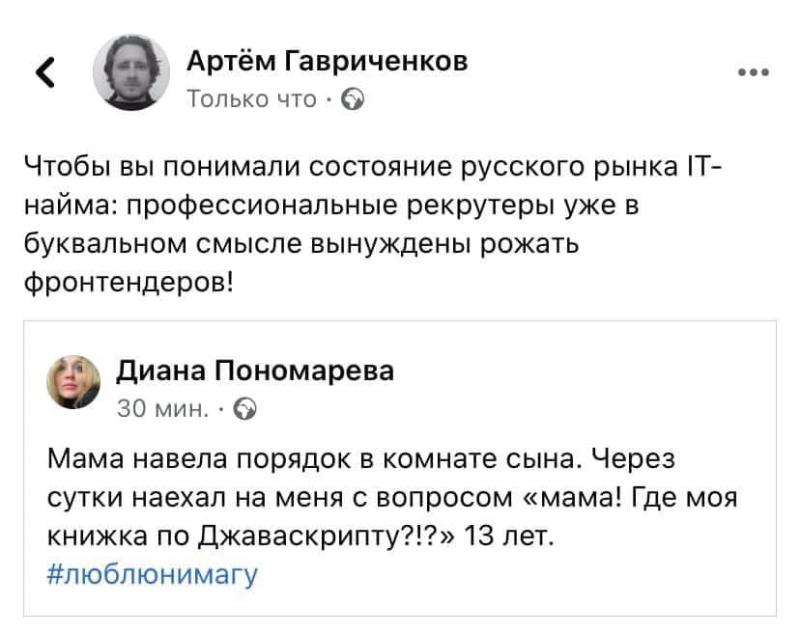 Артём Гавриченков
Только что ·
Чтобы вы понимали состояние русского рынка IT-
найма: профессиональные рекрутеры уже в
буквальном смысле вынуждены рожать
фронтендеров!
Диана Пономарева
30 мин. ·
Мама навела порядок в комнате сына. Через
сутки наехал на меня с вопросом «мама! Где моя
книжка по Джаваскрипту?!?» 13 лет.
#люблюнимагу